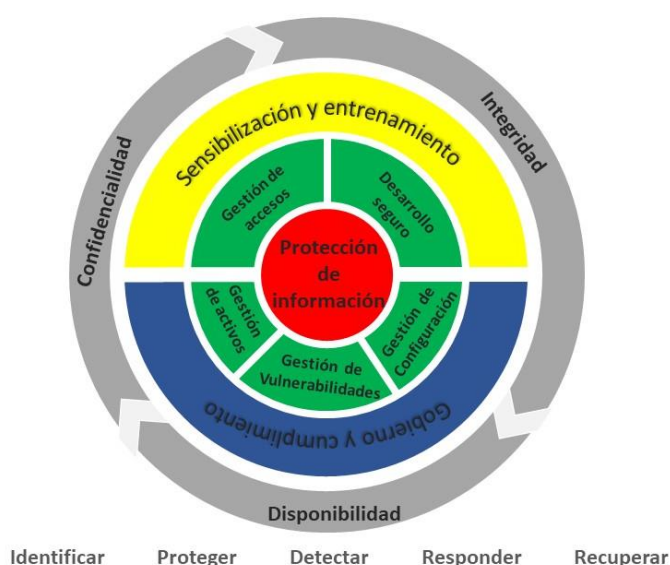 Confidencialidad
Integridad
Sensibilización y entrenamiento
Gestión de
accesos
Desarrollo
seguro
Protección
de
información
Gestión
de activos
Gestión de
Vulnerabilidades
Gestión de
Configuración
Gobierno y cumplimiento
Disponibilidad
Identificar Proteger Detectar Responder Recuperar